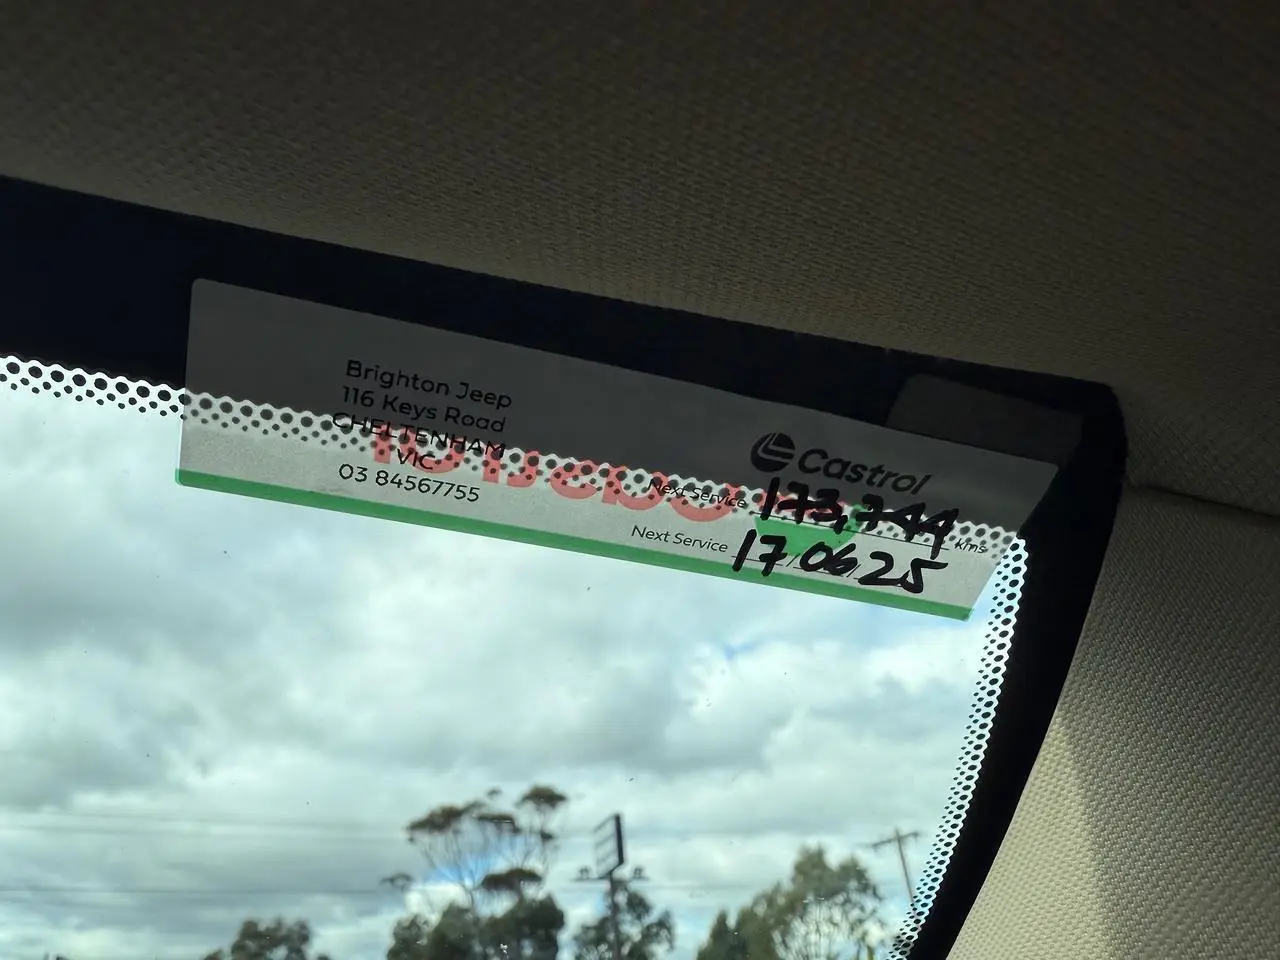 Brighton Jeep
116 Keys Road
CHELTENHAM
VIC
03 84567755
Castrol
Next Service 173,744 kms
Next Service 17/06/25